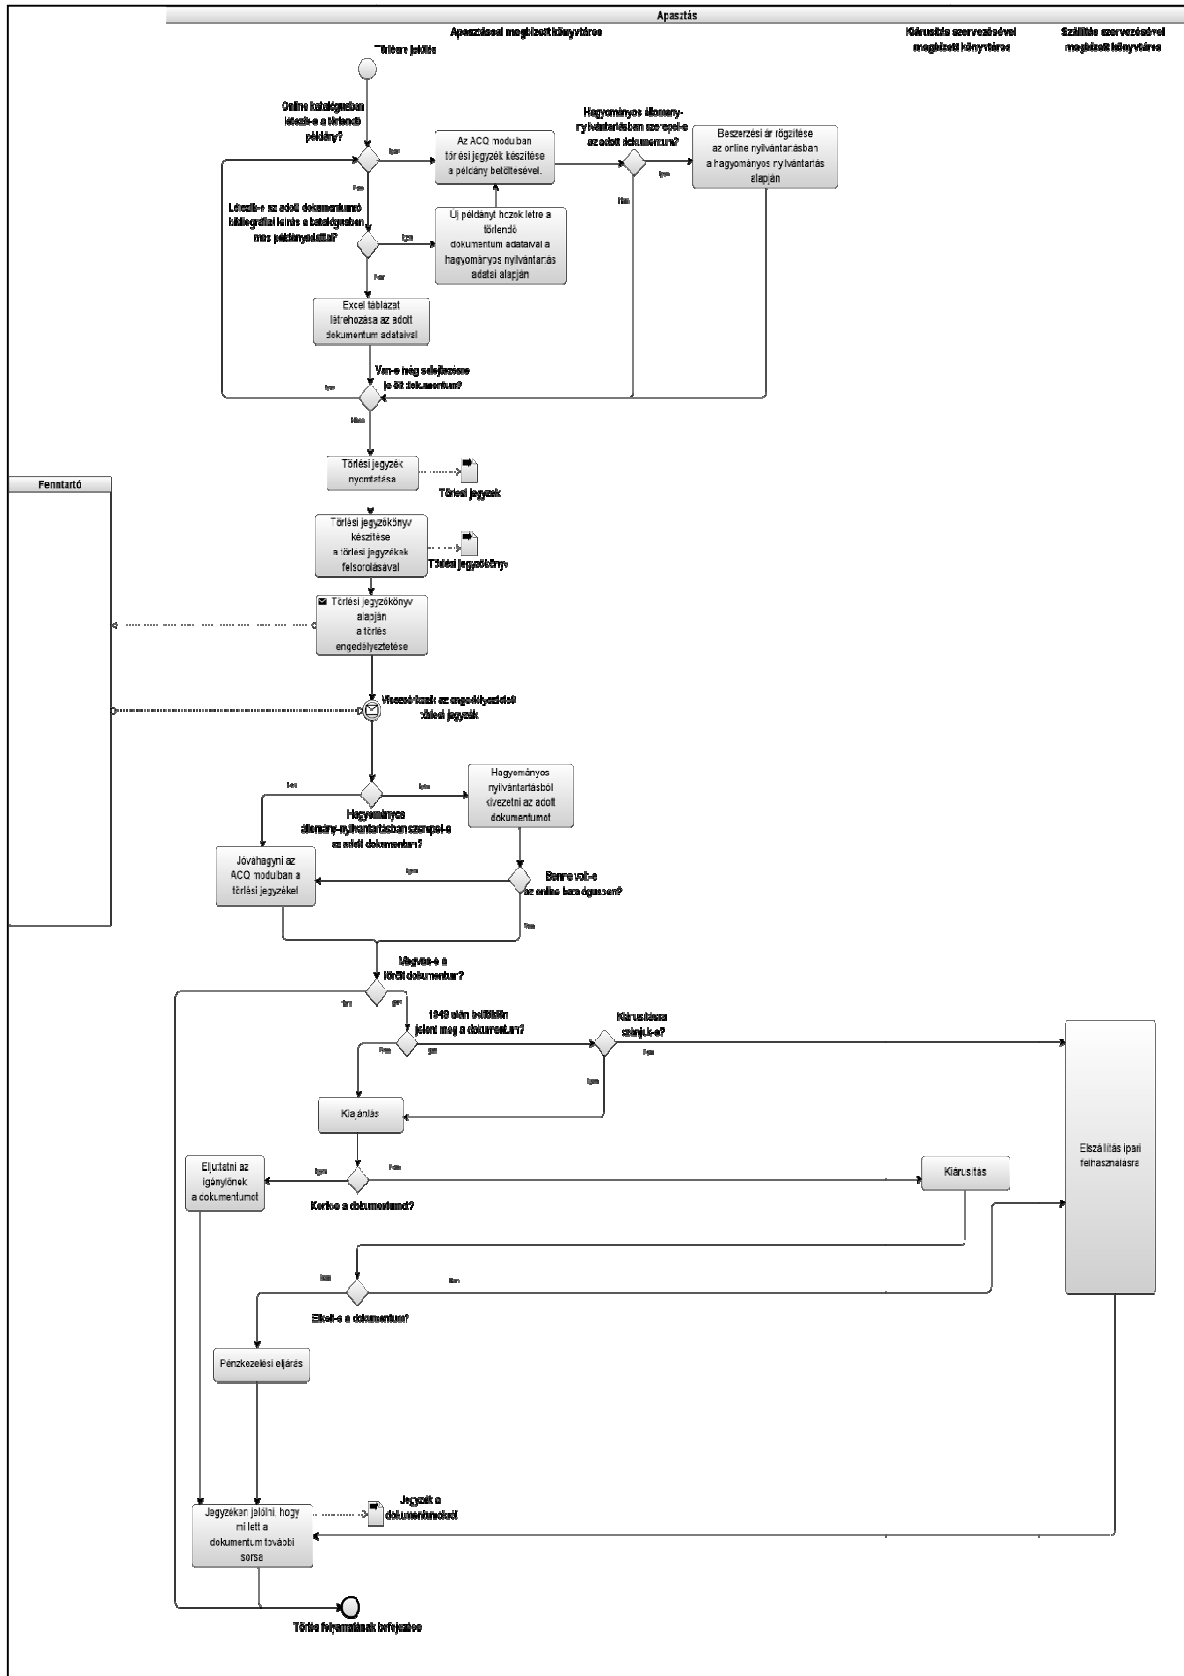 Apasztás
Apasztással megbízott könyvtáros
Kiárusítás szervezésével
megbízott könyvtáros
Szállítás szervezésével
megbízott könyvtáros
Törlésre jelölés
Online katalógusban
létezik-e a törlendő
példány?
Hagyományos állomány-
nyilvántartásban szerepel-e
az adott dokumentum?
Igen
Az ACQ modulban
törlési jegyzék készítése
a példány betöltésével.
Igen
Beszerzési ár rögzítése
az online nyilvántartásban
a hagyományos nyilvántartás
alapján
Nem
Nem
Létezik-e az adott dokumentumról
bibliográfiai leírás a katalógusban
más példányadattal?
Igen
Új példányt hozok létre a
törlendő
dokumentum adataival a
hagyományos nyilvántartás
adatai alapján
Nem
Excel táblázat
létrehozása az adott
dokumentum adataival
Van-e még selejtezésre
dokumentum?
Igen
Nem
Törlési jegyzék
nyomtatása
Törlési jegyzék
Fenntartó
Törlési jegyzőkönyv
készítése
a törlési jegyzékek
felsorolásával
Törlési jegyzőkönyv
Törlési jegyzőkönyv
alapján
a törlés
engedélyeztetése
Visszaérkezik az engedélyeztetett
törlési jegyzék
Nem
Igen
Hagyományos
nyilvántartásból
kivezetni az adott
dokumentumot
Hagyományos
állomány-nyilvántartásban szerepel-e
az adott dokumentum?
Jóváhagyni az
ACQ modulban a
törlési jegyzéket
Igen
Benne volt-e
az online katalógusban?
Nem
Megvan-e a
törölt dokumentum?
Nem
Igen
után belföldön
jelent meg a dokumentum?
Kiárusításra
szánjuk-e?
Nem
Igen
Nem
Igen
Kiajánlás
Elszállítás ipari
felhasználásra
Eljuttatni az
igénylőnek
a dokumentumot
Igen
Nem
Kiárusítás
a dokumentumot?
Igen
Nem
Elkelt-e a dokumentum?
Pénzkezelési eljárás
Jegyzéken jelölni, hogy
mi lett a
dokumentum további
sorsa
Jegyzék a
dokumentumokról
Törlés folyamatának befejezése